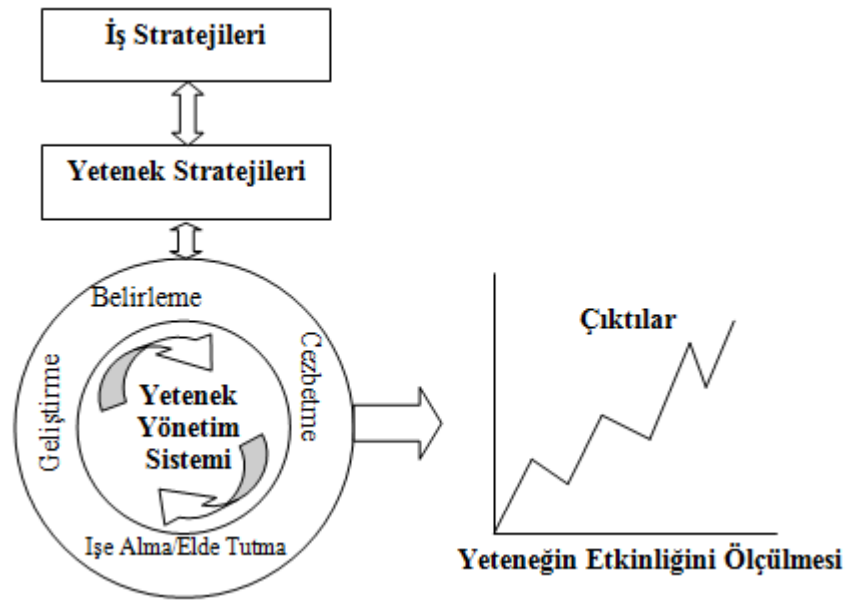 İş Stratejileri
Yetenek Stratejileri
Belirleme
Cezbetme
Geliştirme
Yetenek
Yönetim
Sistemi
Işe Alma/Elde Tutma
Çıktılar
Yeteneğin Etkinliğini Ölçülmesi